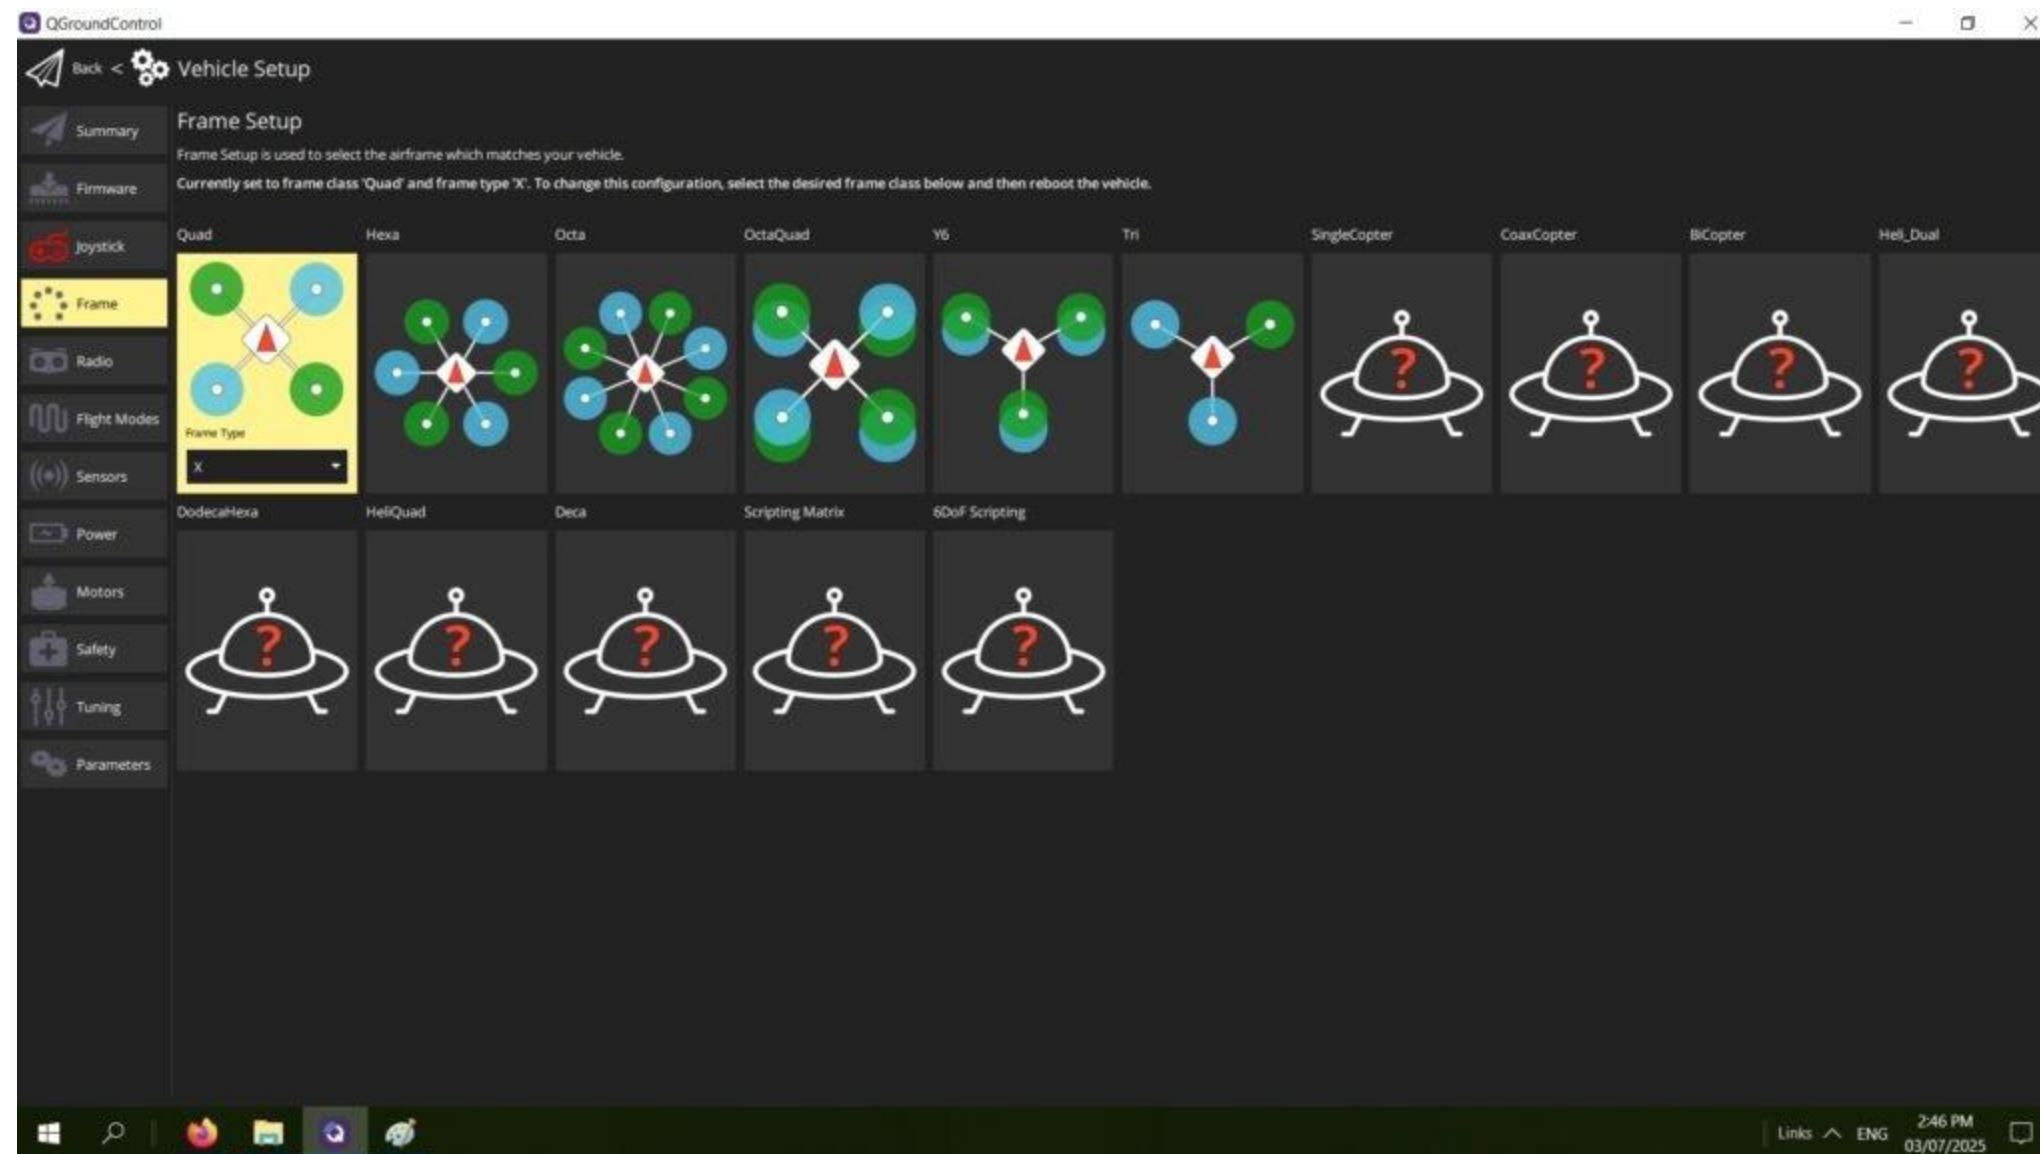 QGroundControl
Back < Vehicle Setup
Summary
Firmware
Joystick
Frame
Radio
Flight Modes
Sensors
Power
Motors
Safety
Tuning
Parameters
Frame Setup
Frame Setup is used to select the airframe which matches your vehicle.
Currently set to frame class 'Quad' and frame type 'X'. To change this configuration, select the desired frame class below and then reboot the vehicle.
Quad Hexa Octa OctaQuad Y6 Tri SingleCopter CoaxCopter BiCopter Heli_Dual
Frame Type
X
? ? ? ?
DodecaHexa HeliQuad Deca Scripting Matrix 6DoF Scripting
? ? ? ? ?
Links ENG 2:46 PM
03/07/2025